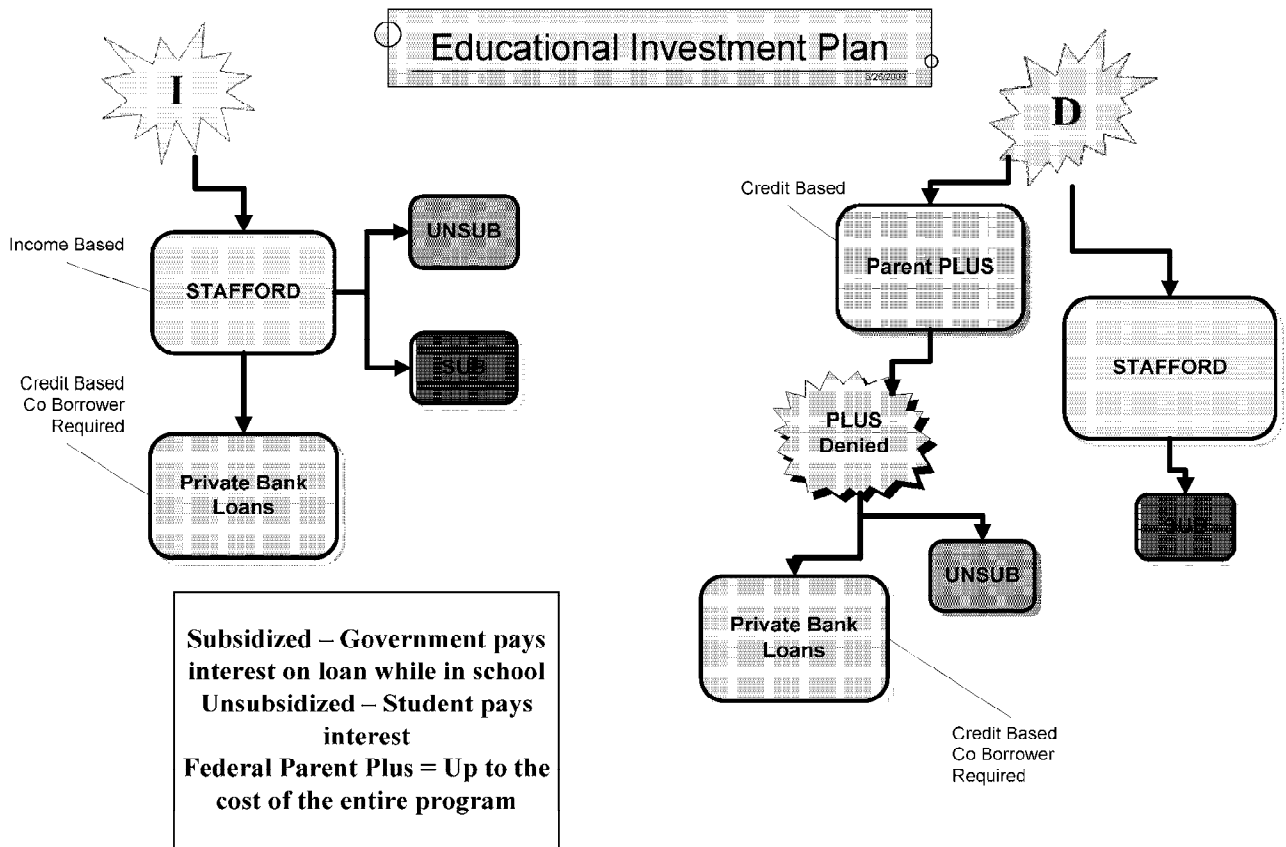 Educational Investment Plan
I
D
Credit Based
Income Based
UNSUB
STAFFORD
Parent PLUS
SUB
STAFFORD
Credit Based
Co Borrower
Required
PLUS
Denied
Private Bank
Loans
UNSUB
Private Bank
Loans
Subsidized – Government pays
interest on loan while in school
Unsubsidized – Student pays
interest
Federal Parent Plus = Up to the
cost of the entire program
Credit Based
Co Borrower
Required